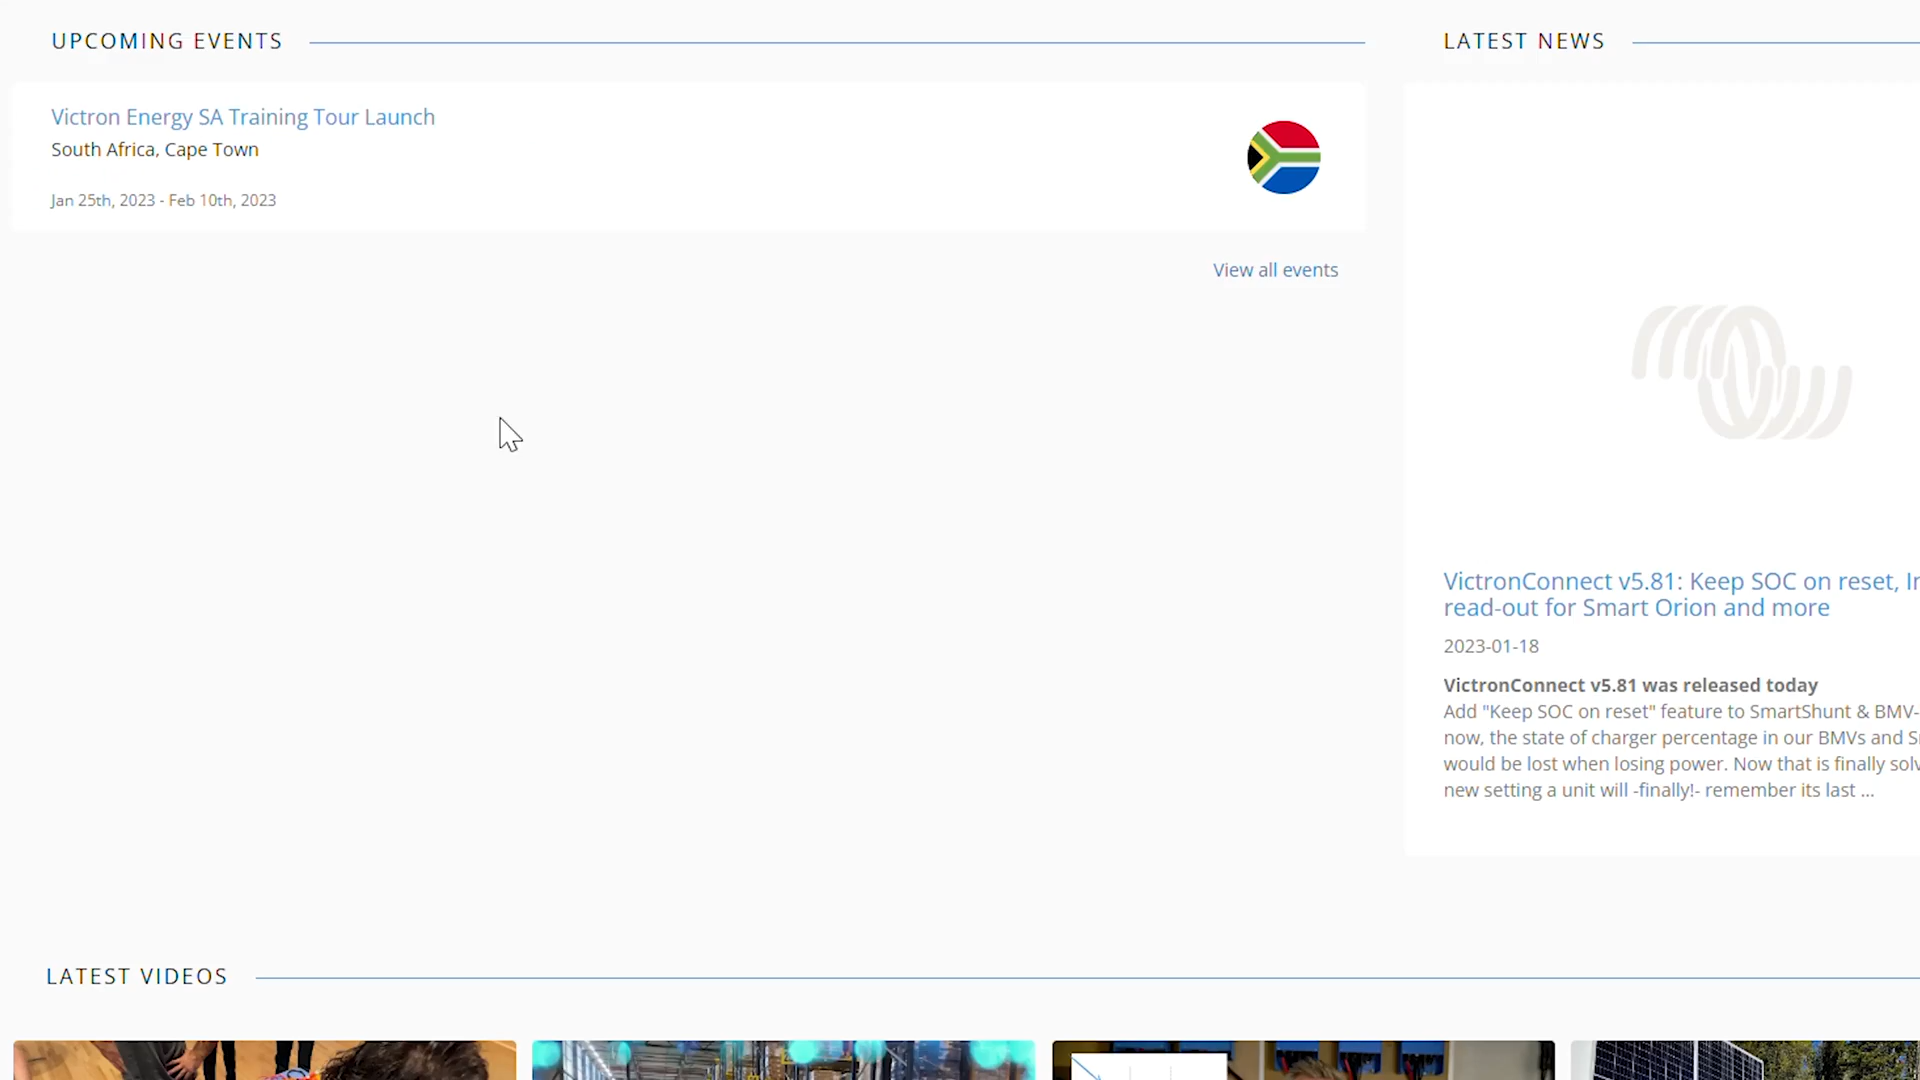 UPCOMING EVENTS
Victron Energy SA Training Tour Launch
South Africa, Cape Town
Jan 25th, 2023 - Feb 10th, 2023
View all events
LATEST NEWS
VictronConnect v5.81: Keep SOC on reset,
read-out for Smart Orion and more
2023-01-18
VictronConnect v5.81 was released today
Add "Keep SOC on reset" feature to SmartShunt & BMV-
now, the state of charger percentage in our BMVs and
would be lost when losing power. Now that is finally
new setting a unit will -finally!- remember its last ...
LATEST VIDEOS